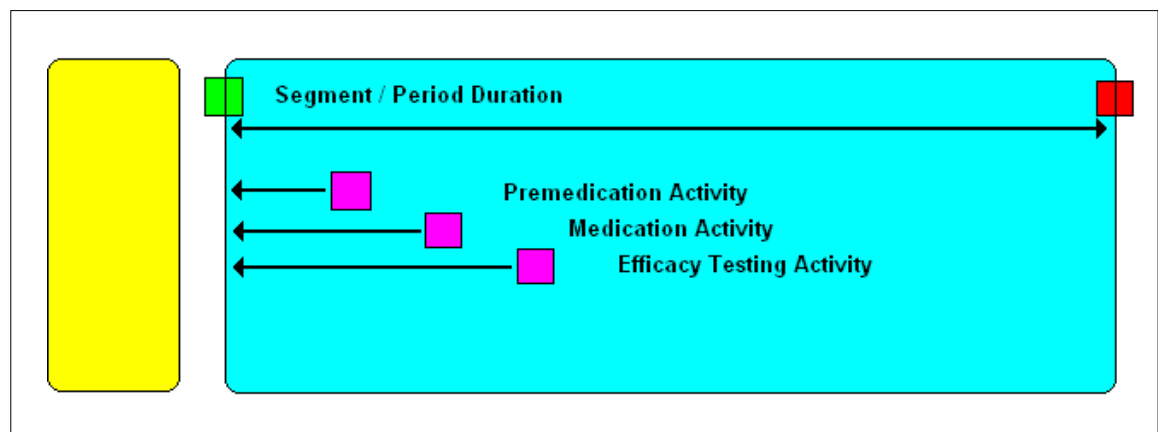 Segment / Period Duration
Premedication Activity
Medication Activity
Efficacy Testing Activity